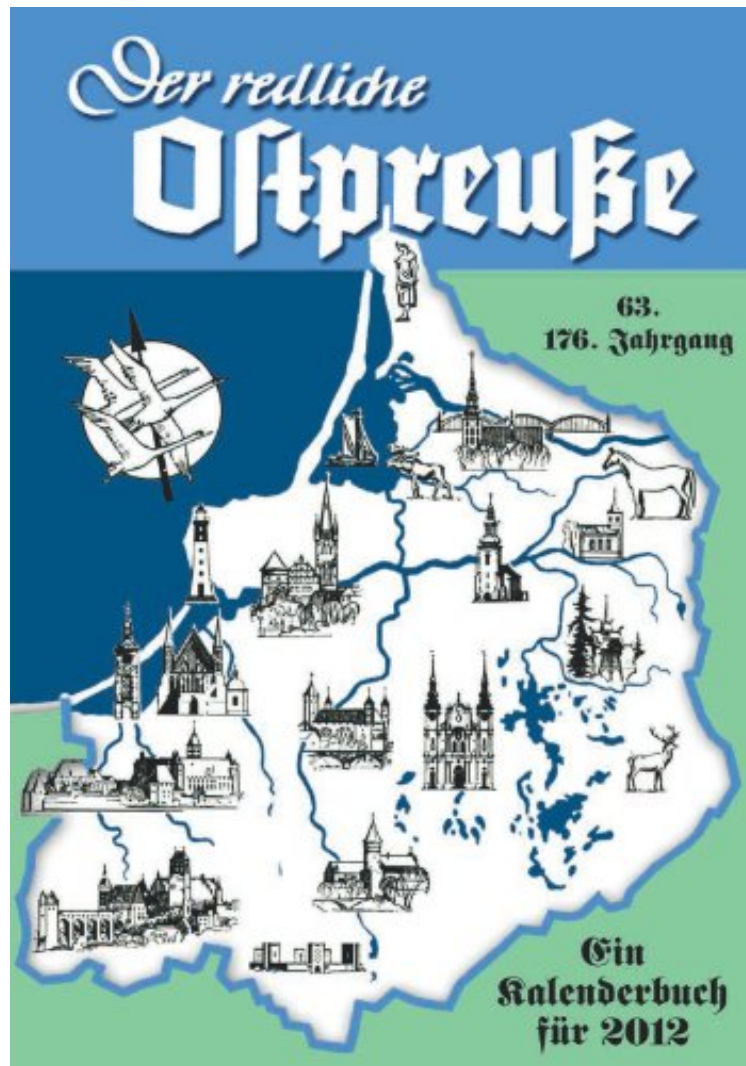 Der redliche
Ostpreuße
63.
176. Jahrgang
Ein
Kalenderbuch
für 2012